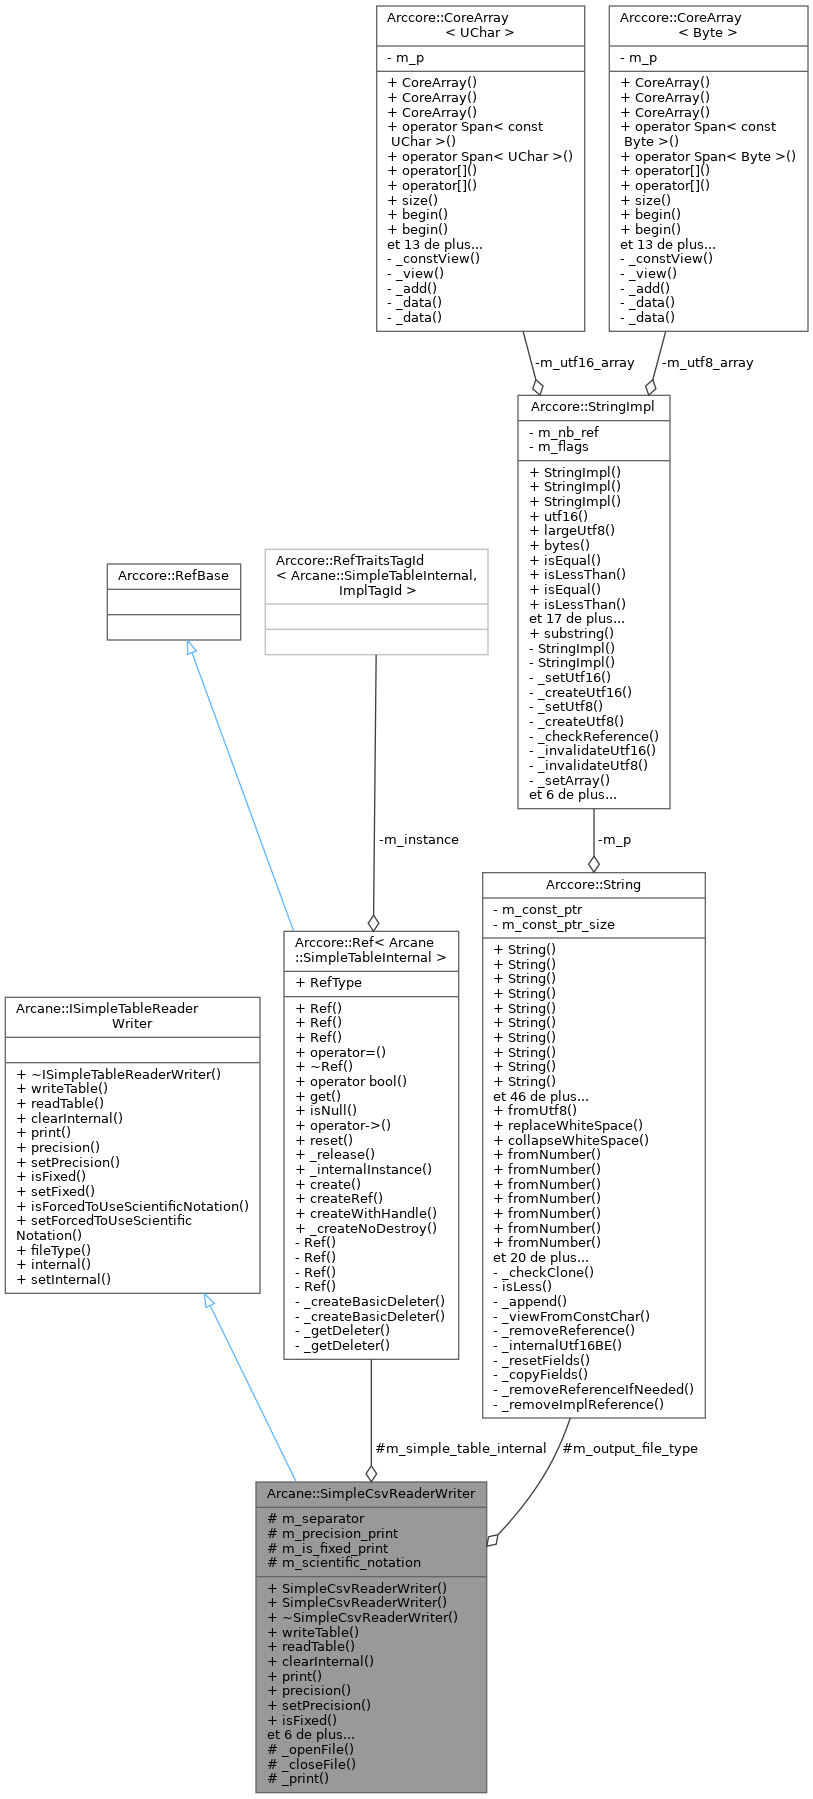 Arccore::CoreArray
< UChar >
- m_p
+ CoreArray()
+ CoreArray()
+ CoreArray()
+ operator Span< const
UChar >()
+ operator Span< UChar >()
+ operator[]()
+ operator[]()
+ size()
+ begin()
+ begin()
et 13 de plus...
- _constView()
- _view()
- _add()
- _data()
- _data()
Arccore::CoreArray
< Byte >
- m_p
+ CoreArray()
+ CoreArray()
+ CoreArray()
+ operator Span< const
Byte >()
+ operator Span< Byte >()
+ operator[]()
+ operator[]()
+ size()
+ begin()
+ begin()
et 13 de plus...
- _constView()
- _view()
- _add()
- _data()
- _data()
-m_utf16_array
-m_utf8_array
Arccore::StringImpl
- m_nb_ref
- m_flags
+ StringImpl()
+ StringImpl()
+ StringImpl()
+ utf16()
+ largeUtf8()
+ bytes()
+ isEqual()
+ isLessThan()
+ isEqual()
+ isLessThan()
et 17 de plus...
+ substring()
- StringImpl()
- StringImpl()
- _setUtf16()
- _createUtf16()
- _setUtf8()
- _createUtf8()
- _checkReference()
- _invalidateUtf16()
- _invalidateUtf8()
- _setArray()
et 6 de plus...
Arccore::RefBase
Arccore::RefTraitsTagId
< Arcane::SimpleTableInternal,
ImplTagId >
-m_instance
-m_p
Arccore::Ref< Arcane
::SimpleTableInternal >
+ RefType
+ Ref()
+ Ref()
+ Ref()
+ operator=()
+ ~Ref()
+ operator bool()
+ get()
+ isNull()
+ operator->()
+ reset()
+ _release()
+ _internalInstance()
+ create()
+ createRef()
+ createWithHandle()
+ _createNoDestroy()
- Ref()
- Ref()
- Ref()
- Ref()
- _createBasicDeleter()
- _createBasicDeleter()
- _getDeleter()
- _getDeleter()
Arccore::String
- m_const_ptr
- m_const_ptr_size
+ String()
+ String()
+ String()
+ String()
+ String()
+ String()
+ String()
+ String()
+ String()
+ String()
et 46 de plus...
+ fromUtf8()
+ replaceWhiteSpace()
+ collapseWhiteSpace()
+ fromNumber()
+ fromNumber()
+ fromNumber()
+ fromNumber()
+ fromNumber()
+ fromNumber()
+ fromNumber()
et 20 de plus...
- _checkClone()
- isLess()
- _append()
- _viewFromConstChar()
- _removeReference()
- _internalUtf16BE()
- _resetFields()
- _copyFields()
- _removeReferenceIfNeeded()
- _removeImplReference()
Arcane::ISimpleTableReader
Writer
+ ~ISimpleTableReaderWriter()
+ writeTable()
+ readTable()
+ clearInternal()
+ print()
+ precision()
+ setPrecision()
+ isFixed()
+ setFixed()
+ isForcedToUseScientificNotation()
+ setForcedToUseScientific
Notation()
+ fileType()
+ internal()
+ setInternal()
#m_simple_table_internal
#m_output_file_type
Arcane::SimpleCsvReaderWriter
# m_separator
# m_precision_print
# m_is_fixed_print
# m_scientific_notation
+ SimpleCsvReaderWriter()
+ SimpleCsvReaderWriter()
+ ~SimpleCsvReaderWriter()
+ writeTable()
+ readTable()
+ clearInternal()
+ print()
+ precision()
+ setPrecision()
+ isFixed()
et 6 de plus...
# _openFile()
# _closeFile()
# _print()